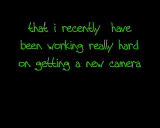 that i recently have
been working really hard
on getting a new camera